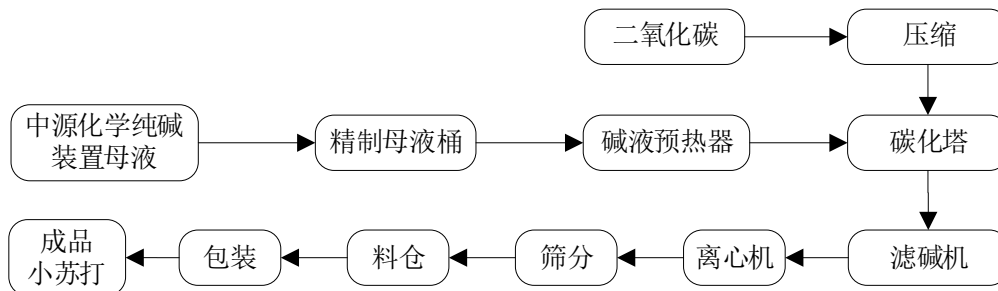 二氧化碳
压缩
中源化学纯碱
装置母液
精制母液桶
碱液预热器
碳化塔
成品
小苏打
包装
料仓
筛分
离心机
滤碱机